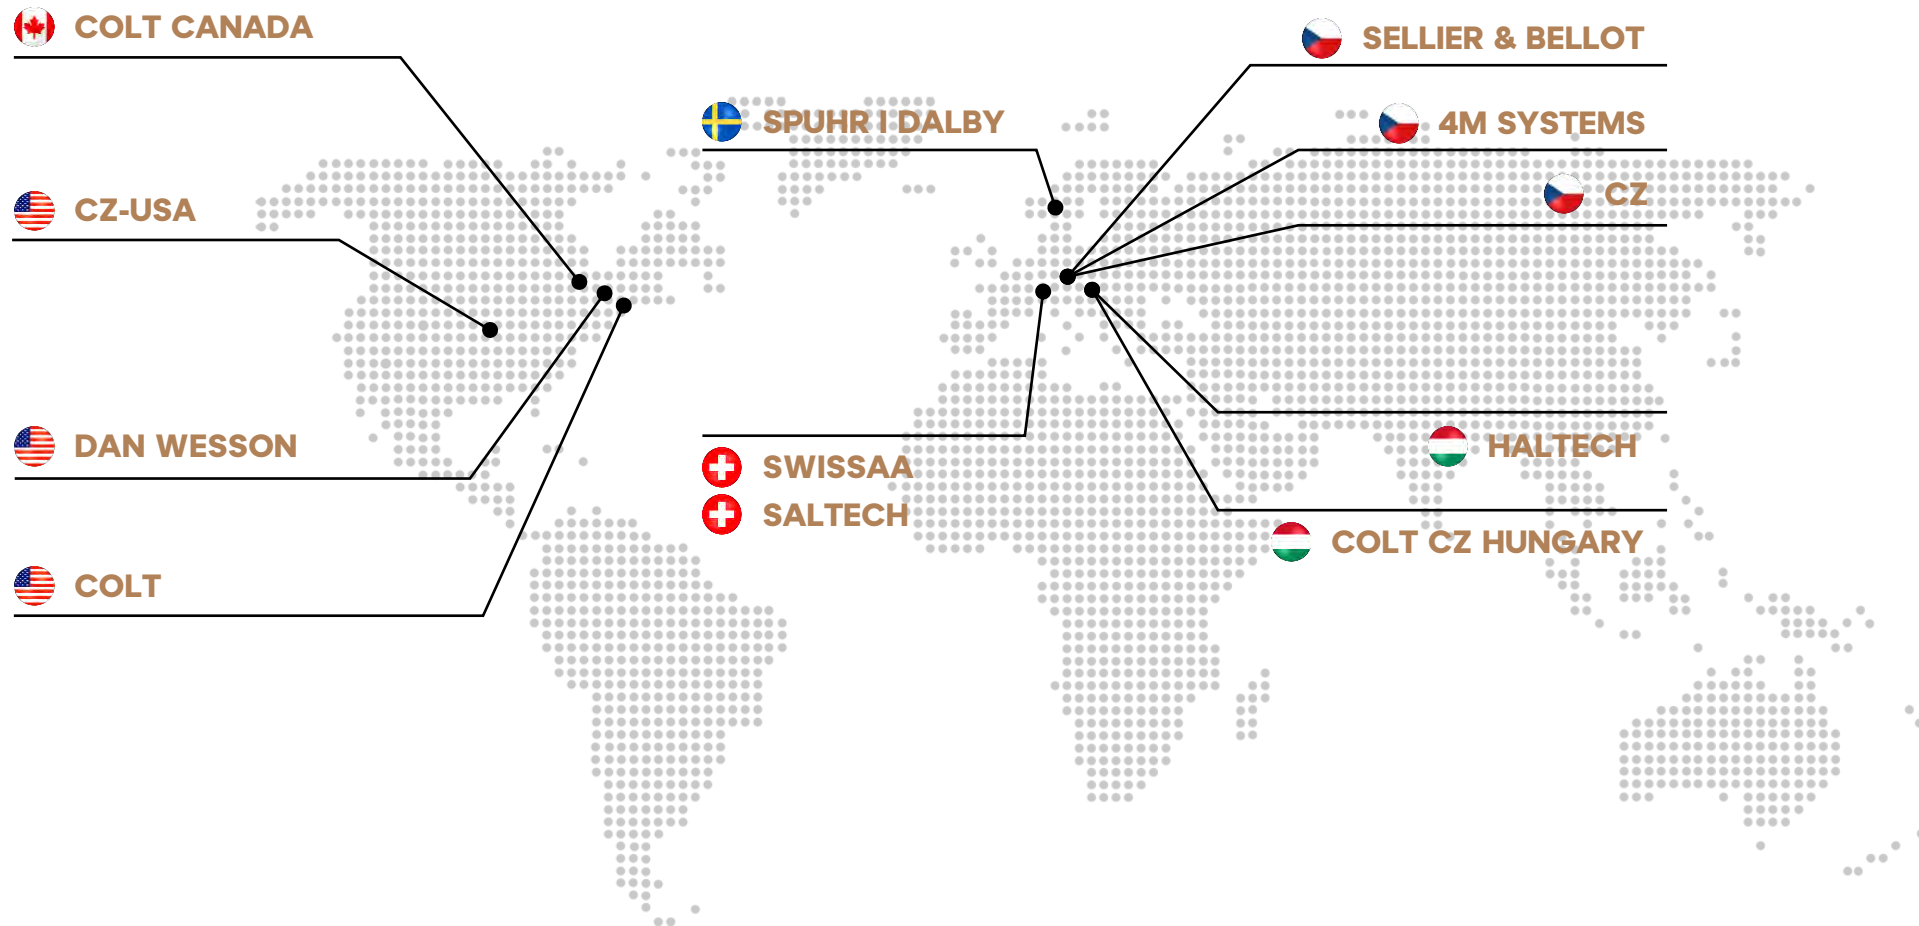 COLT CANADA
CZ-USA
DAN WESSON
COLT
SPUHR I DALBY
SWISSAA
SALTECH
SELLIER & BELLOT
4M SYSTEMS
CZ
HALTECH
COLT CZ HUNGARY